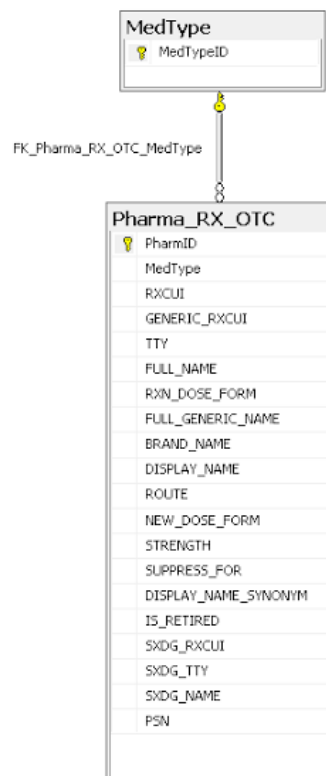 MedType
MedTypeID
FK_Pharma_RX_OTC_MedType
Pharma_RX_OTC
PharmID
MedType
RXCUI
GENERIC_RXCUI
TTY
FULL_NAME
RXN_DOSE_FORM
FULL_GENERIC_NAME
BRAND_NAME
DISPLAY_NAME
ROUTE
NEW_DOSE_FORM
STRENGTH
SUPPRESS_FOR
DISPLAY_NAME_SYNONYM
IS_RETIRED
SXDG_RXCUI
SXDG_TTY
SXDG_NAME
PSN